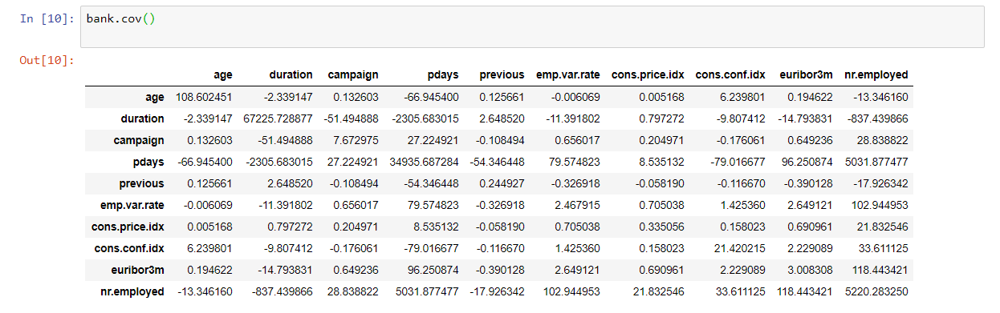 In [10]: bank.cov()
Out[10]:
age duration campaign pdays previous emp.var.rate cons.price.idx cons.conf.idx euribor3m nr.employed
age 108.602451 -2.339147 0.132603 -66.945400 0.125661 -0.006069 0.005168 6.239801 0.194622 -13.346160
duration -2.339147 67225.728877 -51.494888 -2305.683015 2.648520 -11.391802 0.797272 -9.807412 -14.793831 -837.439866
campaign 0.132603 -51.494888 7.672975 27.224921 -0.108494 0.656017 0.204971 -0.176061 0.649236 28.838822
pdays -66.945400 -2305.683015 27.224921 34935.687284 -54.346448 79.574823 8.535132 -79.016677 96.250874 5031.877477
previous 0.125661 2.648520 -0.108494 -54.346448 0.244927 -0.326918 -0.058190 -0.116670 -0.390128 -17.926342
emp.var.rate -0.006069 -11.391802 0.656017 79.574823 -0.326918 2.467915 0.705038 1.425360 2.649121 102.944953
cons.price.idx 0.005168 0.797272 0.204971 8.535132 -0.058190 0.705038 0.335056 0.158023 0.690961 21.832546
cons.conf.idx 6.239801 -9.807412 -0.176061 -79.016677 -0.116670 1.425360 0.158023 21.420215 2.229089 33.611125
euribor3m 0.194622 -14.793831 0.649236 96.250874 -0.390128 2.649121 0.690961 2.229089 3.008308 118.443421
nr.employed -13.346160 -837.439866 28.838822 5031.877477 -17.926342 102.944953 21.832546 33.611125 118.443421 5220.283250